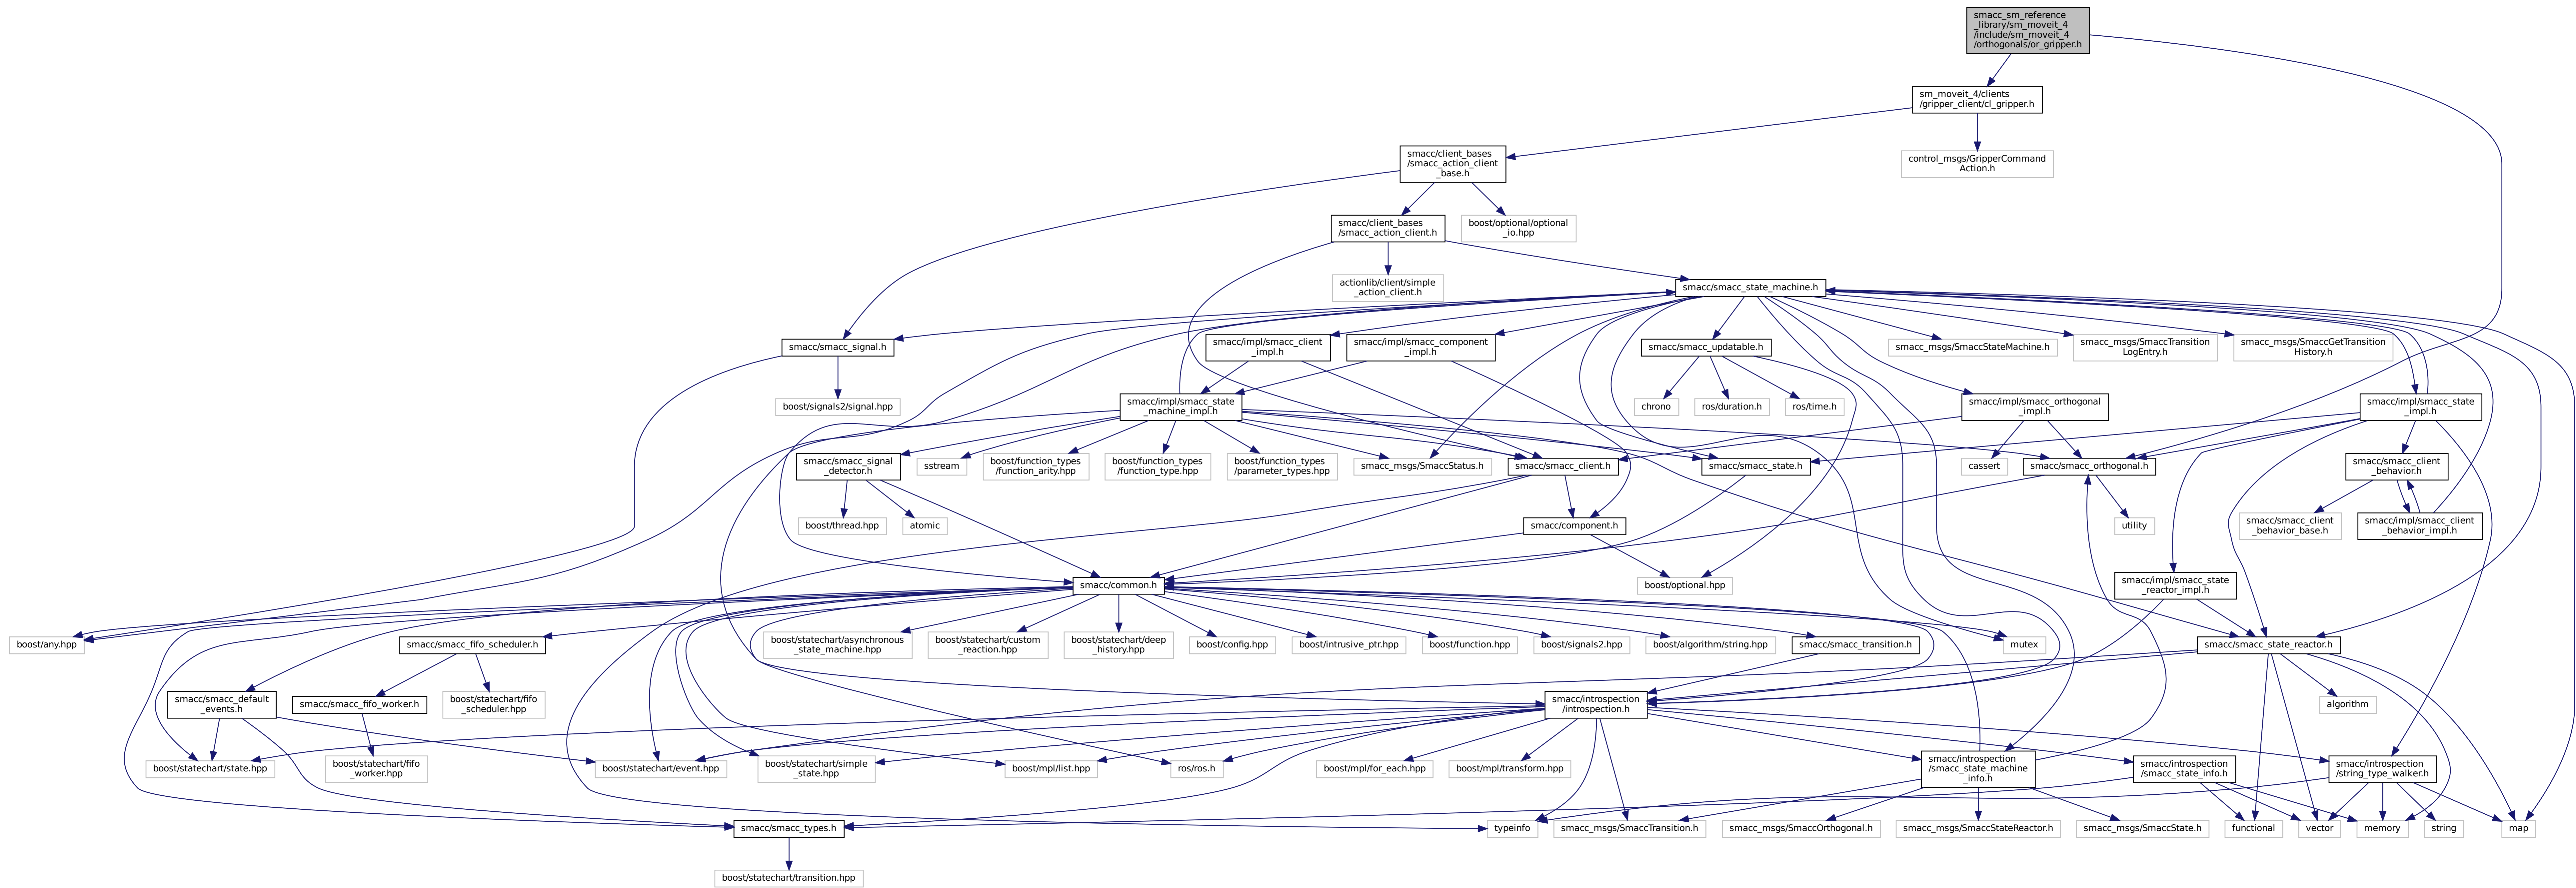 smacc_sm_reference
_library/sm_moveit_4
/include/sm_moveit_4
/orthogonals/or_gripper.h
sm_moveit_4/clients
/gripper_client/cl_gripper.h
smacc/client_bases
/smacc_action_client
_base.h
control_msgs/GripperCommand
Action.h
smacc/client_bases
/smacc_action_client.h
boost/optional/optional
_io.hpp
actionlib/client/simple
_action_client.h
smacc/smacc_state_machine.h
smacc/smacc_signal.h
smacc/impl/smacc_client
_impl.h
smacc/impl/smacc_component
_impl.h
smacc/smacc_updatable.h
smacc_msgs/SmaccStateMachine.h
smacc_msgs/SmaccTransition
LogEntry.h
smacc_msgs/SmaccGetTransition
History.h
boost/signals2/signal.hpp
smacc/impl/smacc_state
_machine_impl.h
chrono
ros/duration.h
ros/time.h
smacc/impl/smacc_orthogonal
_impl.h
smacc/impl/smacc_state
_impl.h
smacc/smacc_signal
_detector.h
sstream
boost/function_types
/function_arity.hpp
boost/function_types
/function_type.hpp
boost/function_types
/parameter_types.hpp
smacc_msgs/SmaccStatus.h
smacc/smacc_client.h
smacc/smacc_state.h
cassert
smacc/smacc_orthogonal.h
smacc/smacc_client
_behavior.h
boost/thread.hpp
atomic
smacc/component.h
utility
smacc/smacc_client
_behavior_base.h
smacc/impl/smacc_client
_behavior_impl.h
smacc/common.h
boost/optional.hpp
smacc/impl/smacc_state
_reactor_impl.h
boost/any.hpp
smacc/smacc_fifo_scheduler.h
boost/statechart/asynchronous
_state_machine.hpp
boost/statechart/custom
_reaction.hpp
boost/statechart/deep
_history.hpp
boost/config.hpp
boost/intrusive_ptr.hpp
boost/function.hpp
boost/signals2.hpp
boost/algorithm/string.hpp
smacc/smacc_transition.h
mutex
smacc/smacc_state_reactor.h
smacc/smacc_default
_events.h
smacc/smacc_fifo_worker.h
boost/statechart/fifo
_scheduler.hpp
smacc/introspection
/introspection.h
algorithm
boost/statechart/state.hpp
boost/statechart/fifo
_worker.hpp
boost/statechart/event.hpp
boost/statechart/simple
_state.hpp
boost/mpl/list.hpp
ros/ros.h
boost/mpl/for_each.hpp
boost/mpl/transform.hpp
smacc/introspection
/smacc_state_machine
_info.h
smacc/introspection
/smacc_state_info.h
smacc/introspection
/string_type_walker.h
smacc/smacc_types.h
typeinfo
smacc_msgs/SmaccTransition.h
smacc_msgs/SmaccOrthogonal.h
smacc_msgs/SmaccStateReactor.h
smacc_msgs/SmaccState.h
functional
vector
memory
string
map
boost/statechart/transition.hpp